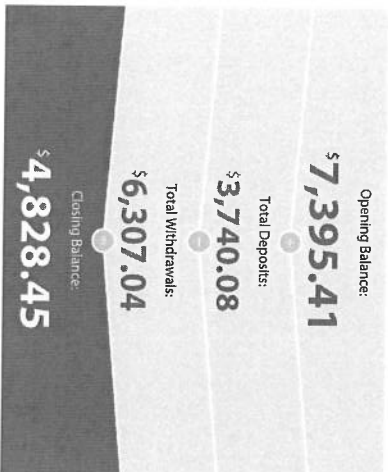 Opening Balance:
$7,395.41
+
Total Deposits:
$3,740.08
−
Total Withdrawals:
$6,307.04
=
Closing Balance:
$4,828.45